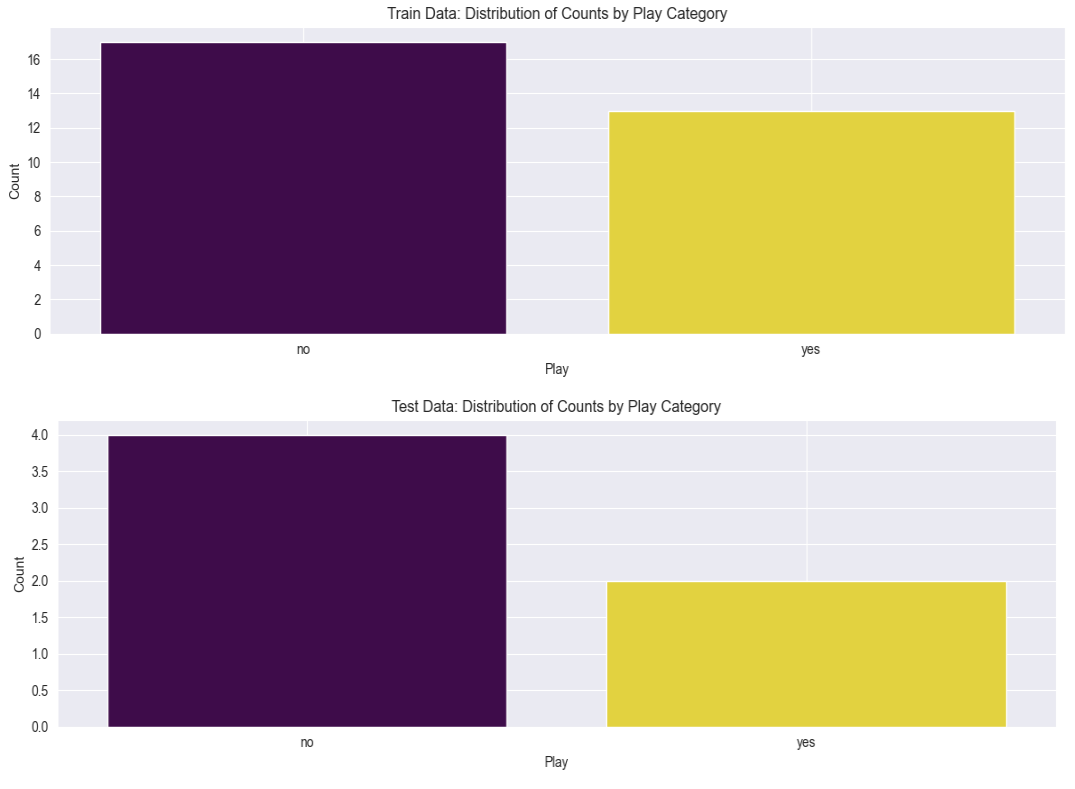 Train Data: Distribution of Counts by Play Category
16
14
12
10
8
6
4
2
0
Count
no yes
Play
Test Data: Distribution of Counts by Play Category
4.0
3.5
3.0
2.5
2.0
1.5
1.0
0.5
0.0
Count
no yes
Play